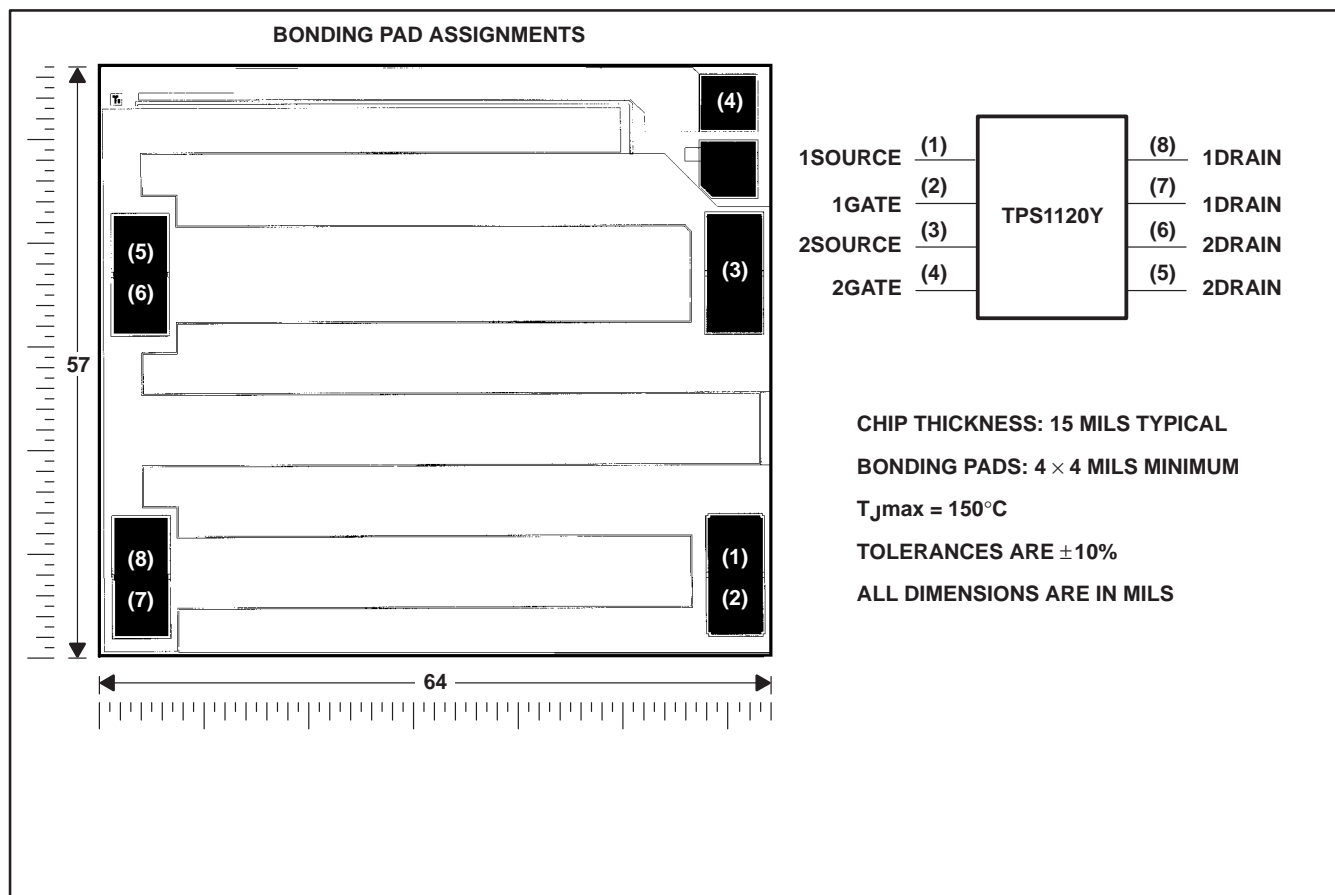 BONDING PAD ASSIGNMENTS
(4)
(5)
(6)
(3)
(8)
(7)
(1)
(2)
57
64
1SOURCE (1)
1GATE (2)
2SOURCE (3)
2GATE (4)
TPS1120Y
(8) 1DRAIN
(7) 1DRAIN
(6) 2DRAIN
(5) 2DRAIN
CHIP THICKNESS: 15 MILS TYPICAL
BONDING PADS: 4 × 4 MILS MINIMUM
TJmax = 150°C
TOLERANCES ARE ±10%
ALL DIMENSIONS ARE IN MILS